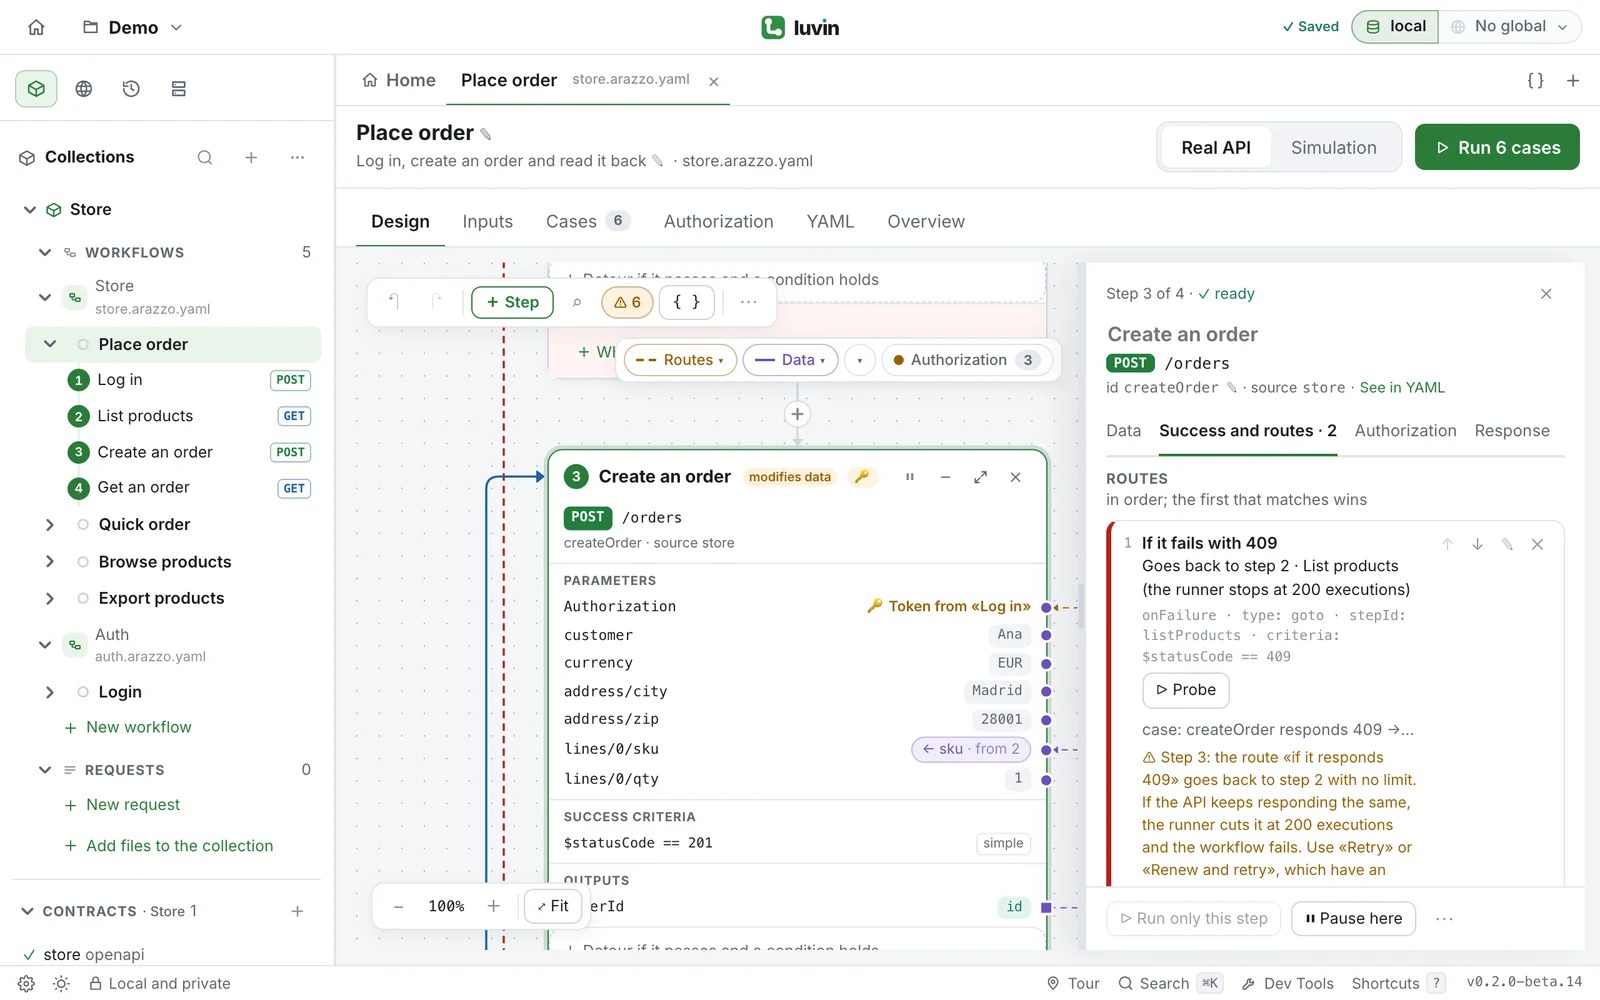 Demo
luvin
Saved
local
No global
Home
Place order store.arazzo.yaml
Collections
Store
WORKFLOWS 5
Store
store.arazzo.yaml
Place order
1 Log in POST
2 List products GET
3 Create an order POST
4 Get an order GET
Quick order
Browse products
Export products
Auth
auth.arazzo.yaml
Login
+ New workflow
REQUESTS 0
+ New request
+ Add files to the collection
CONTRACTS · Store 1
store openapi
Place order
Log in, create an order and read it back · store.arazzo.yaml
Real API
Simulation
Run 6 cases
Design
Inputs
Cases 6
Authorization
YAML
Overview
condition holds
+ Step
6
{ }
...
+ Wh
Routes
Data
Authorization 3
3 Create an order modifies data
POST /orders
createOrder · source store
PARAMETERS
Authorization Token from «Log in»
customer Ana
currency EUR
address/city Madrid
address/zip 28001
lines/0/sku ← sku · from 2
lines/0/qty 1
SUCCESS CRITERIA
$statusCode == 201 simple
OUTPUTS
erId id
Detour if it passes and a condition holds
− 100% + Fit
Step 3 of 4 · ✓ ready
Create an order
POST /orders
id createOrder · source store · See in YAML
Data
Success and routes · 2
Authorization
Response
ROUTES
in order; the first that matches wins
1 If it fails with 409
Goes back to step 2 · List products
(the runner stops at 200 executions)
onFailure · type: goto · stepId:
listProducts · criteria:
$statusCode == 409
Probe
case: createOrder responds 409 →...
⚠ Step 3: the route «if it responds
409» goes back to step 2 with no limit.
If the API keeps responding the same,
the runner cuts it at 200 executions
and the workflow fails. Use «Retry» or
«Renew and retry», which have an
Run only this step
Pause here
...
Local and private
Tour
Search ⌘K
Dev Tools
Shortcuts ?
v0.2.0-beta.14